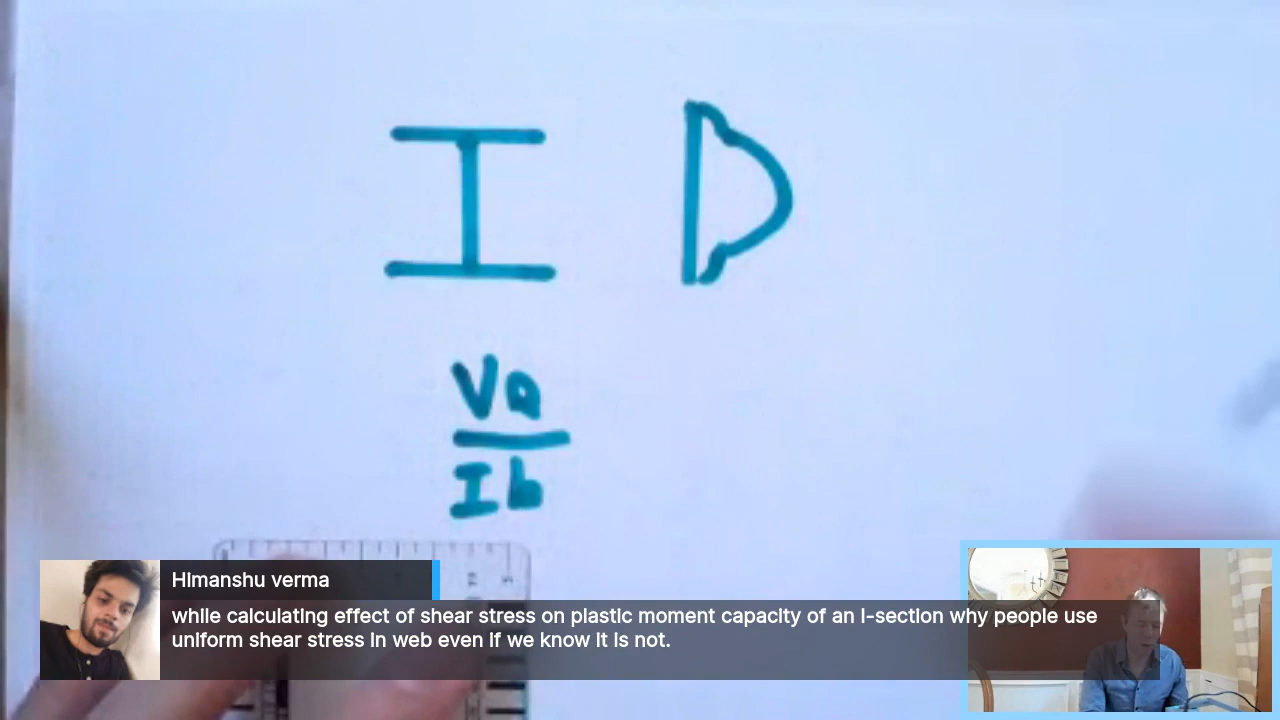 I
VQ
Ib
Himanshu verma
while calculating effect of shear stress on plastic moment capacity of an I-section why people use
uniform shear stress in web even if we know it is not.